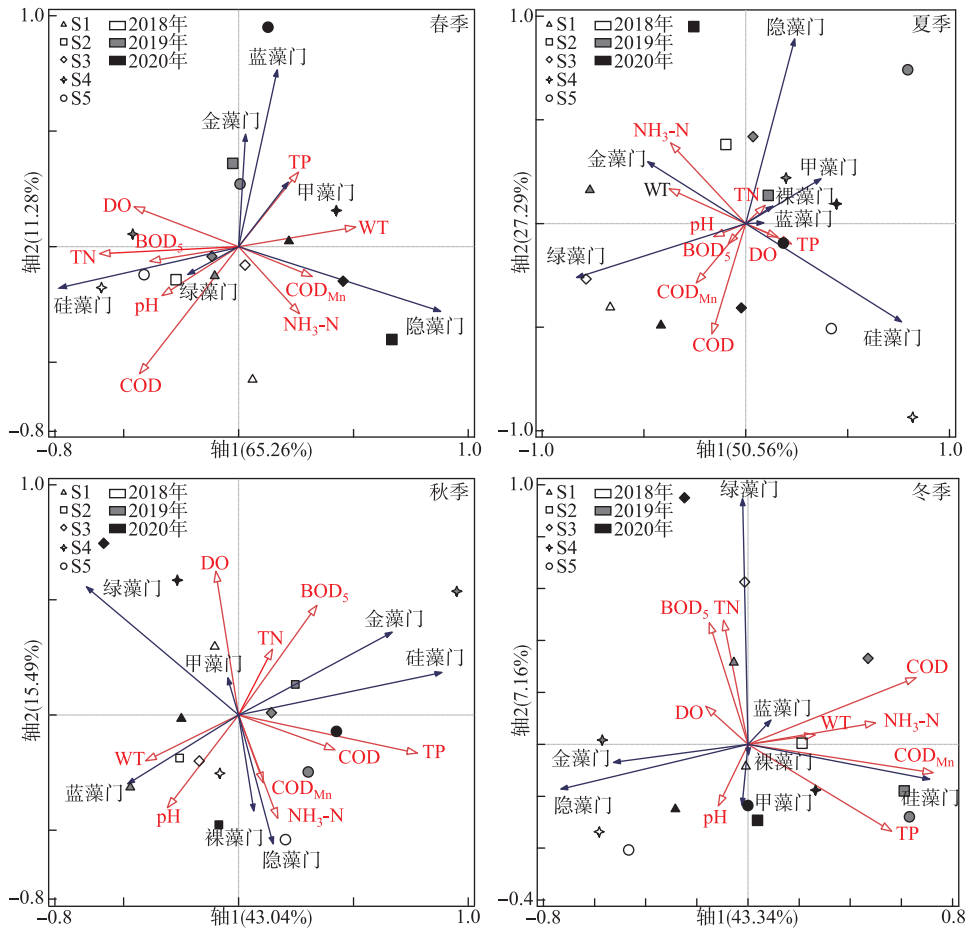 1.0
春季
S1
2018年
S2
2019年
S3
2020年
S4
S5
蓝藻门
金藻门
TP
甲藻门
DO
WT
TN
BOD5
硅藻门
pH
绿藻门
CODMn
NH3-N
隐藻门
COD
轴2(11.28%)
−0.8
−0.8
轴1(65.26%)
1.0
1.0
夏季
S1
2018年
S2
2019年
S3
2020年
S4
S5
隐藻门
NH3-N
金藻门
甲藻门
WT
TN
裸藻门
蓝藻门
pH
BOD5
DO
TP
绿藻门
CODMn
COD
硅藻门
轴2(27.29%)
−1.0
−1.0
轴1(50.56%)
1.0
1.0
秋季
S1
2018年
S2
2019年
S3
2020年
S4
S5
DO
绿藻门
BOD5
金藻门
TN
甲藻门
硅藻门
WT
COD
TP
蓝藻门
CODMn
pH
NH3-N
裸藻门
隐藻门
轴2(15.49%)
−0.8
−0.8
轴1(43.04%)
1.0
1.0
冬季
S1
2018年
S2
2019年
S3
2020年
S4
S5
绿藻门
BOD5
TN
COD
DO
蓝藻门
WT
NH3-N
金藻门
裸藻门
CODMn
隐藻门
pH
甲藻门
硅藻门
TP
轴2(7.16%)
−0.4
−0.8
轴1(43.34%)
0.8